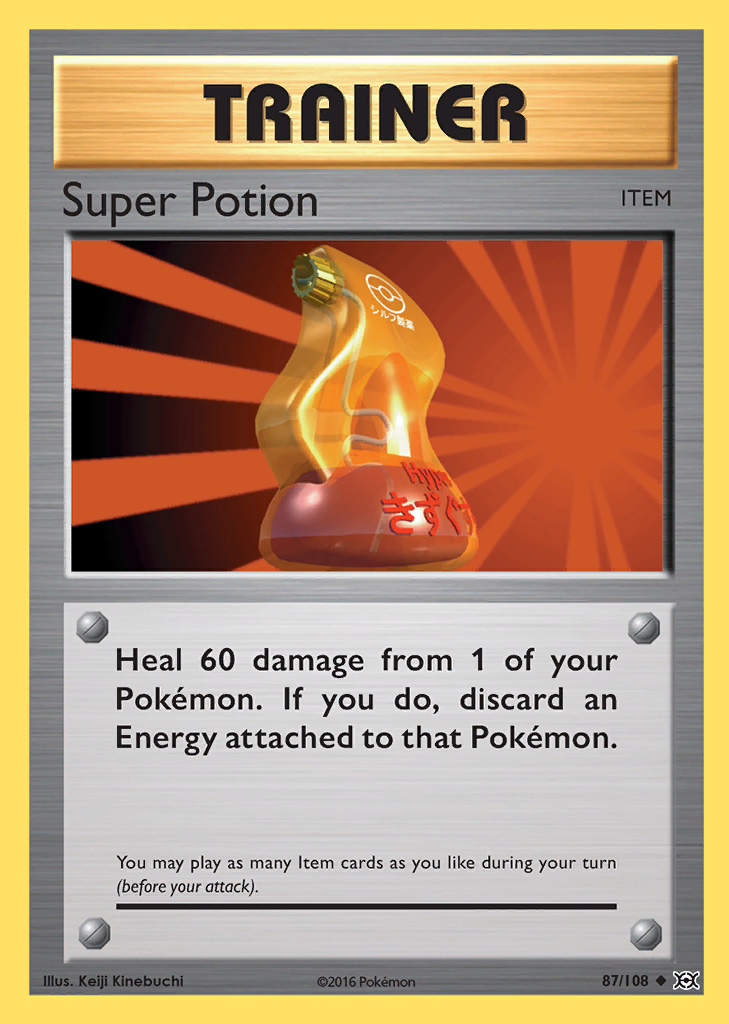 TRAINER
Super Potion
ITEM
シルフ製薬
Hyper
きずぐす
Heal 60 damage from 1 of your
Pokémon. If you do, discard an
Energy attached to that Pokémon.
You may play as many Item cards as you like during your turn
(before your attack).
Illus. Keiji Kinebuchi
©2016 Pokémon
87/108